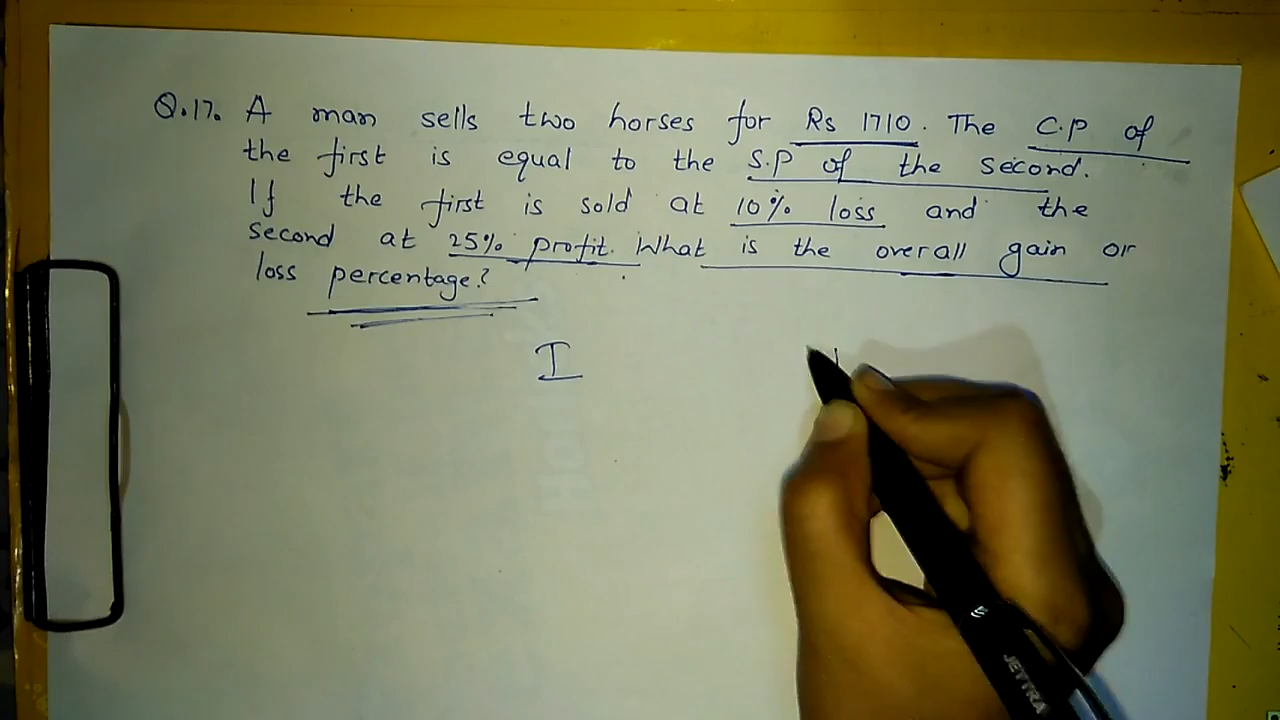 Q.17. A man sells two horses for Rs 1710. The C.P of
the first is equal to the S.P of the second.
If the first is sold at 10% loss and the
second at 25% profit. What is the overall gain or
loss percentage?
I
JETTRA